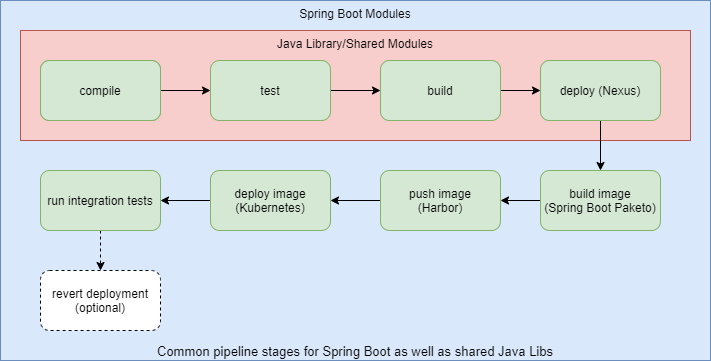 Spring Boot Modules
Java Library/Shared Modules
compile
test
build
deploy (Nexus)
run integration tests
deploy image
(Kubernetes)
push image
(Harbor)
build image
(Spring Boot Paketo)
revert deployment
(optional)
Common pipeline stages for Spring Boot as well as shared Java Libs